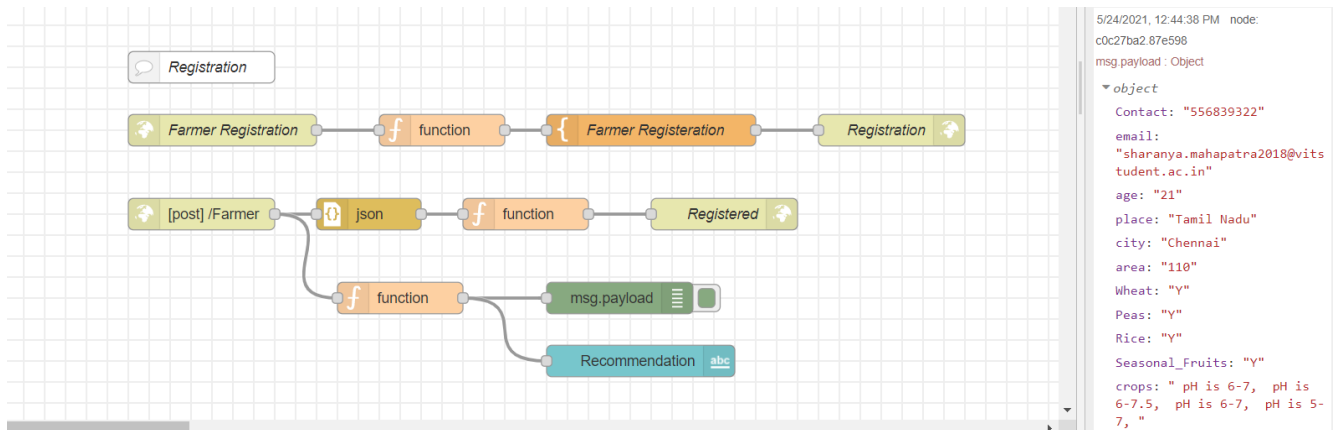 Registration
Farmer Registration
function
Farmer Registeration
Registration
[post] /Farmer
json
function
Registered
function
msg.payload
Recommendation
abc
5/24/2021, 12:44:38 PM node:
c0c27ba2.87e598
msg.payload : Object
object
Contact: "556839322"
email:
"sharanya.mahapatra2018@vits
tudent.ac.in"
age: "21"
place: "Tamil Nadu"
city: "Chennai"
area: "110"
Wheat: "Y"
Peas: "Y"
Rice: "Y"
Seasonal_Fruits: "Y"
crops: " pH is 6-7, pH is
6-7.5, pH is 6-7, pH is 5-
7, "